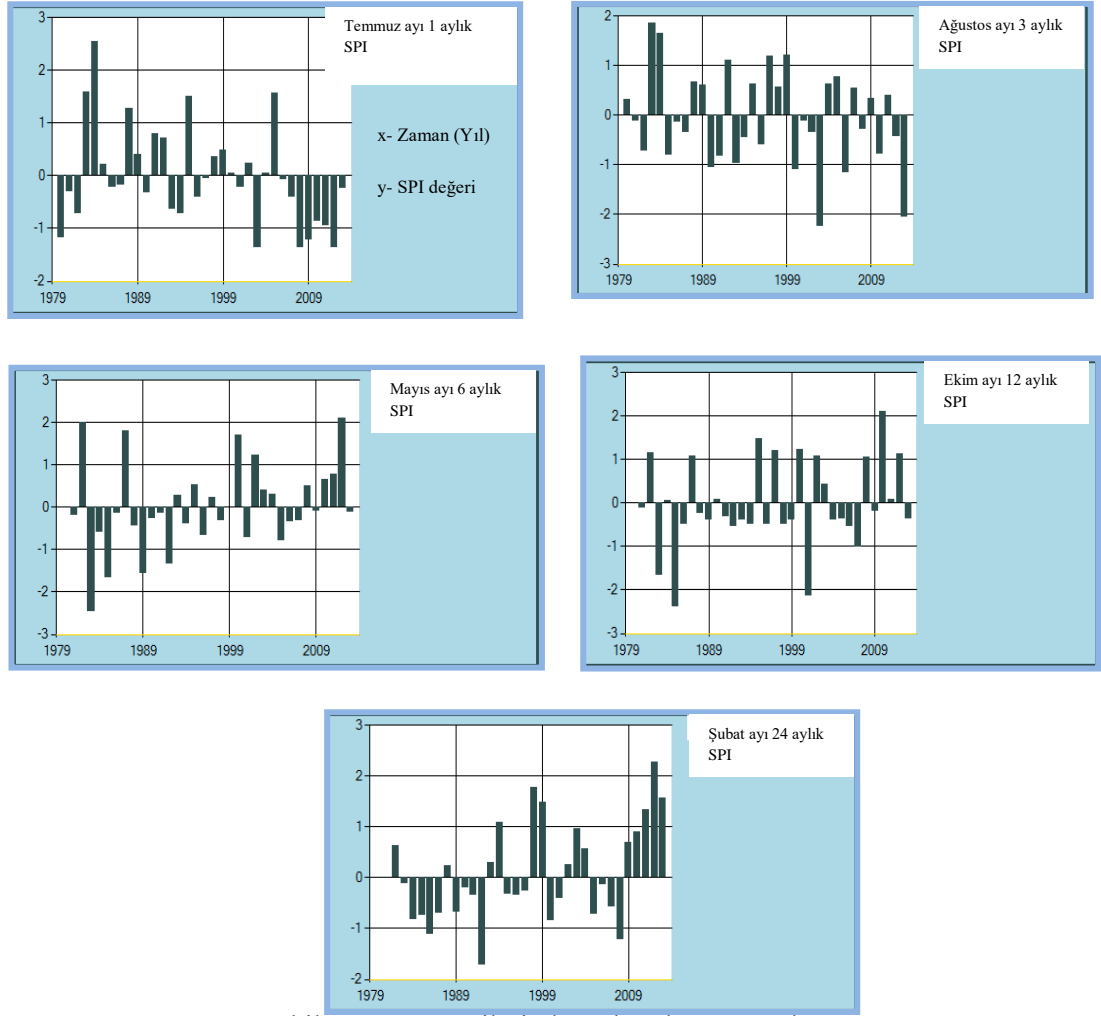 Temmuz ayı 1 aylık
SPI
x- Zaman (Yıl)
y- SPI değeri
3
2
1
0
-1
-2
1979 1989 1999 2009
Ağustos ayı 3 aylık
SPI
2
1
0
-1
-2
-3
1979 1989 1999 2009
Mayıs ayı 6 aylık
SPI
3
2
1
0
-1
-2
-3
1979 1989 1999 2009
Ekim ayı 12 aylık
SPI
3
2
1
0
-1
-2
-3
1979 1989 1999 2009
Şubat ayı 24 aylık
SPI
3
2
1
0
-1
-2
1979 1989 1999 2009